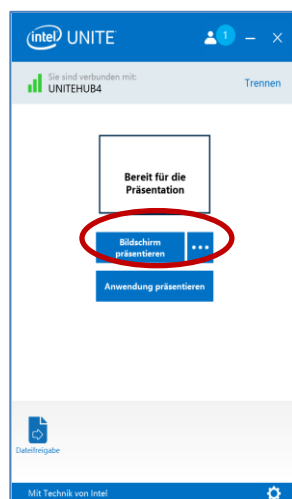 intel UNITE
1
Sie sind verbunden mit:
UNITEHUB4
Trennen
Bereit für die
Präsentation
Bildschirm
präsentieren
Anwendung präsentieren
Dateifreigabe
Mit Technik von Intel